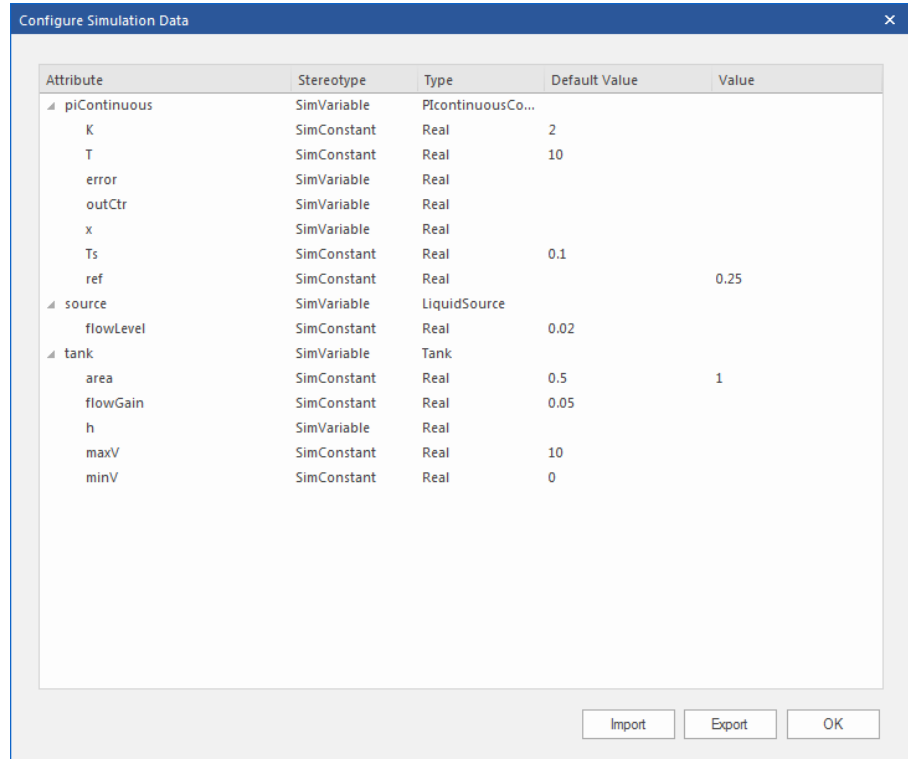 Configure Simulation Data
Attribute Stereotype Type Default Value Value
piContinuous SimVariable PIcontinuousCo...
K SimConstant Real 2
T SimConstant Real 10
error SimVariable Real
outCtr SimVariable Real
x SimVariable Real
Ts SimConstant Real 0.1
ref SimConstant Real 0.25
source SimVariable LiquidSource
flowLevel SimConstant Real 0.02
tank SimVariable Tank
area SimConstant Real 0.5 1
flowGain SimConstant Real 0.05
h SimVariable Real
maxV SimConstant Real 10
minV SimConstant Real 0
Import Export OK